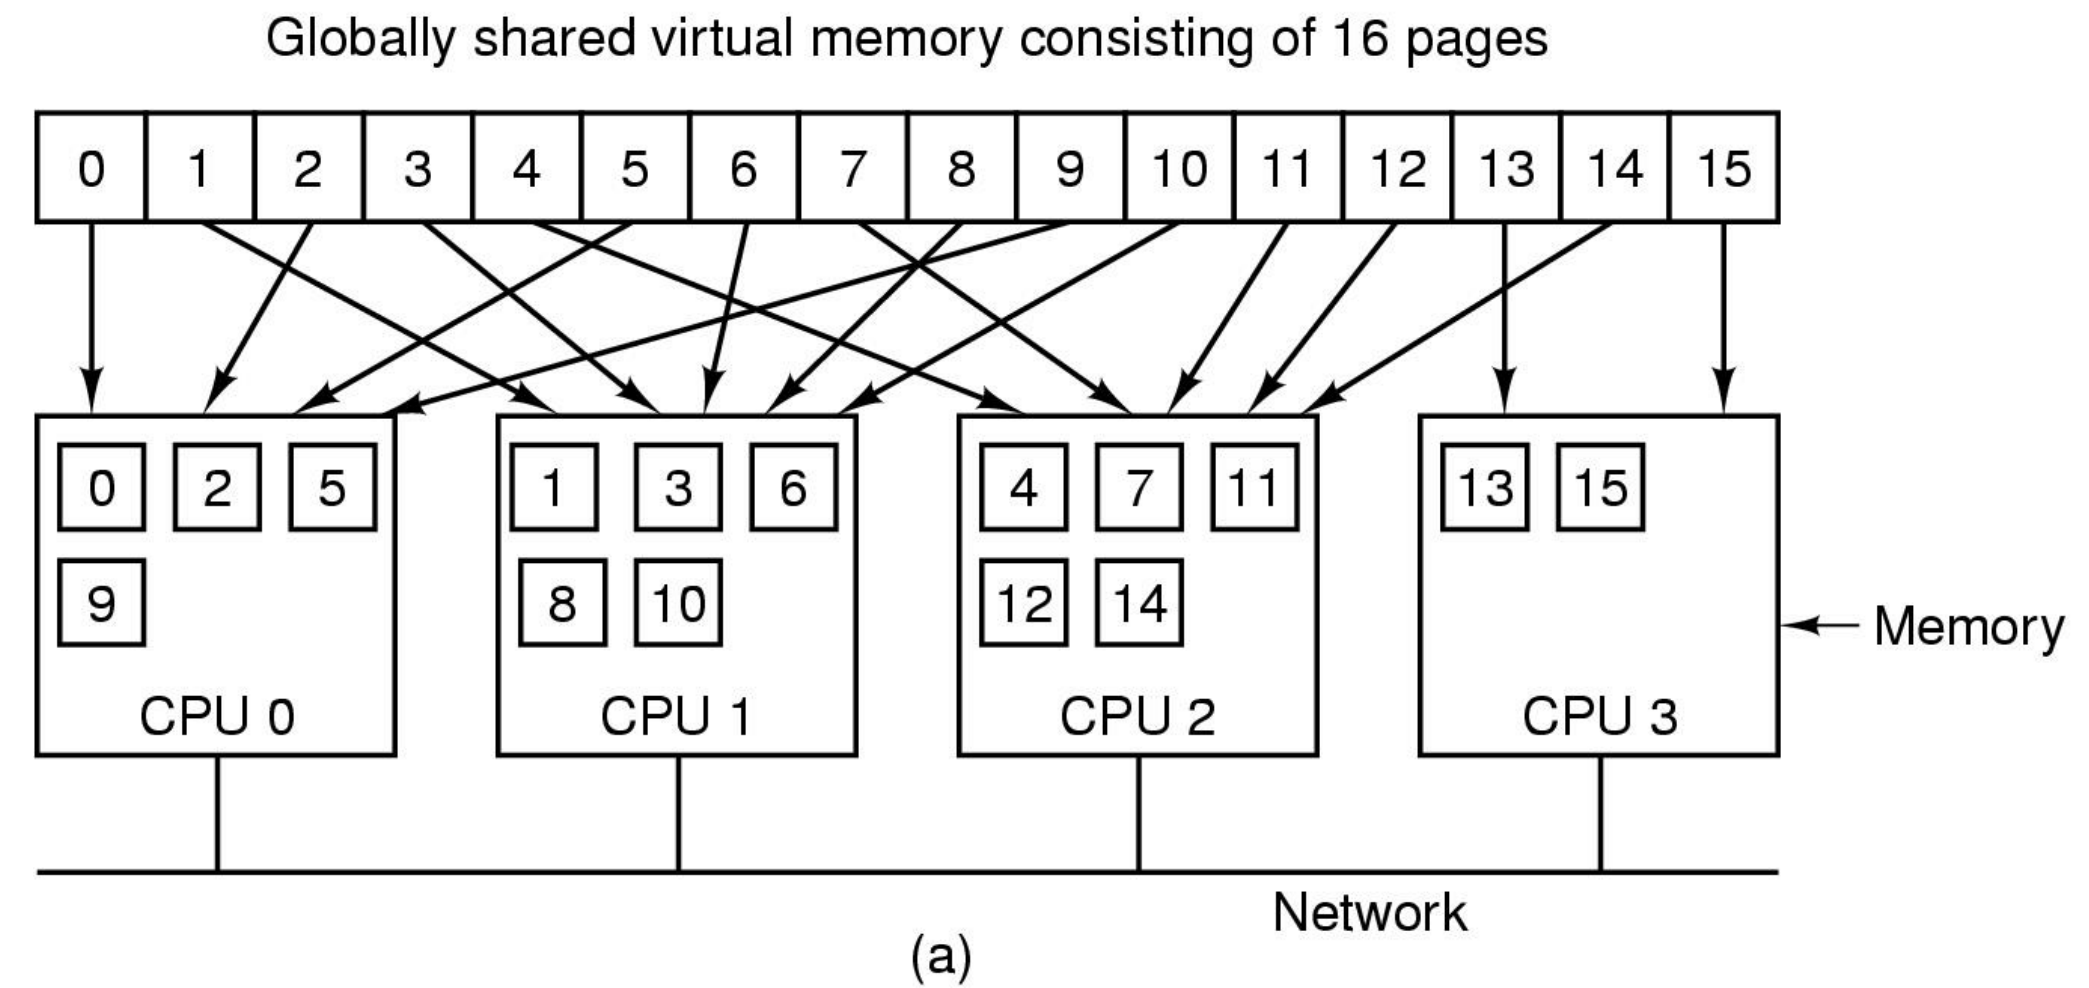 Globally shared virtual memory consisting of 16 pages
0 1 2 3 4 5 6 7 8 9 10 11 12 13 14 15
0 2 5 1 3 6 4 7 11 13 15
9 8 10 12 14
Memory
CPU 0 CPU 1 CPU 2 CPU 3
Network
(a)